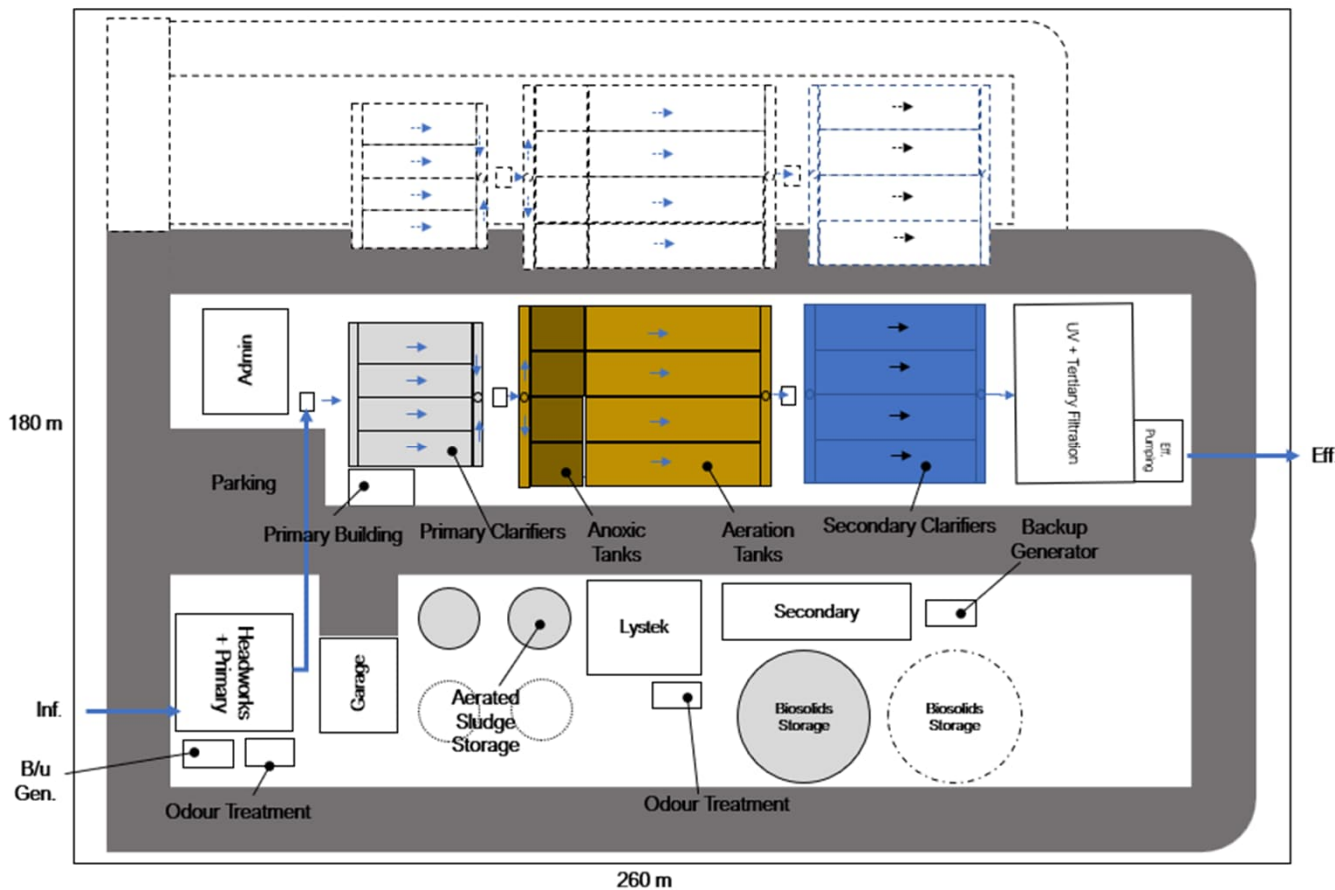 Admin
UV + Tertiary Filtration
Eff.
Pumping
180 m
Eff
Parking
Primary Building
Primary Clarifiers
Anoxic
Tanks
Aeration
Tanks
Secondary Clarifiers
Backup
Generator
Headworks
+ Primary
Garage
Lystek
Secondary
Inf.
Aerated
Sludge
Storage
Biosolids
Storage
Biosolids
Storage
B/u
Gen.
Odour Treatment
Odour Treatment
260 m